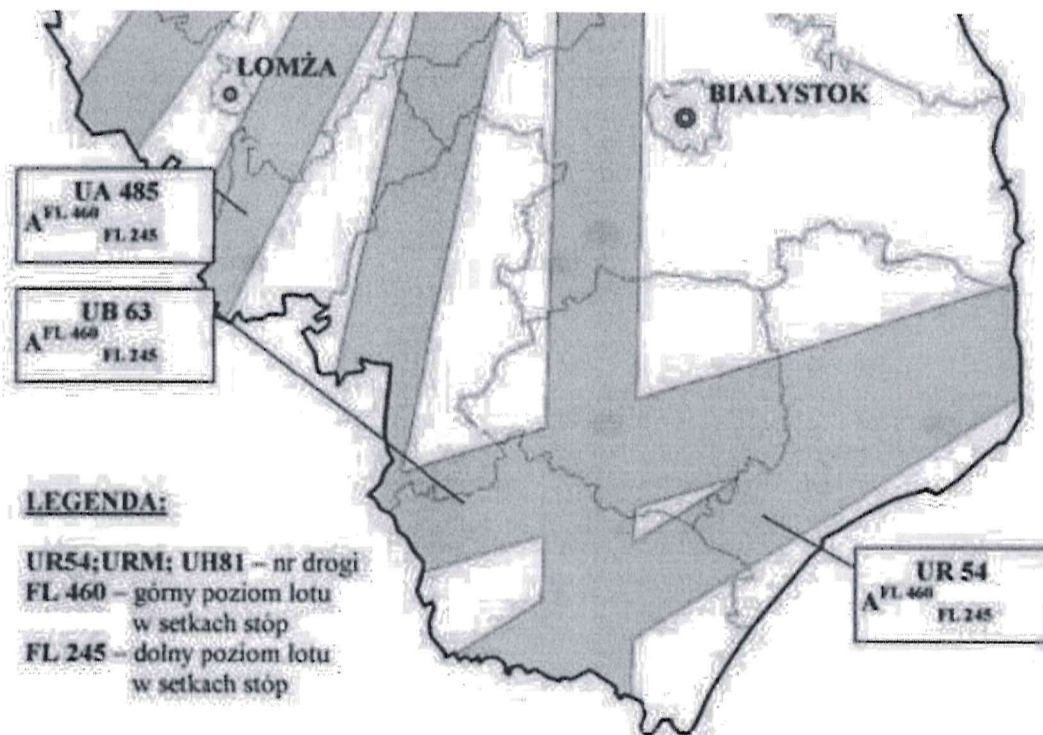 ŁOMŻA
BIAŁYSTOK
UA 485
A FL 460
FL 245
UB 63
A FL 460
FL 245
LEGENDA:
UR54;URM; UH81 – nr drogi
FL 460 – górny poziom lotu
w setkach stóp
FL 245 – dolny poziom lotu
w setkach stóp
UR 54
A FL 460
FL 245